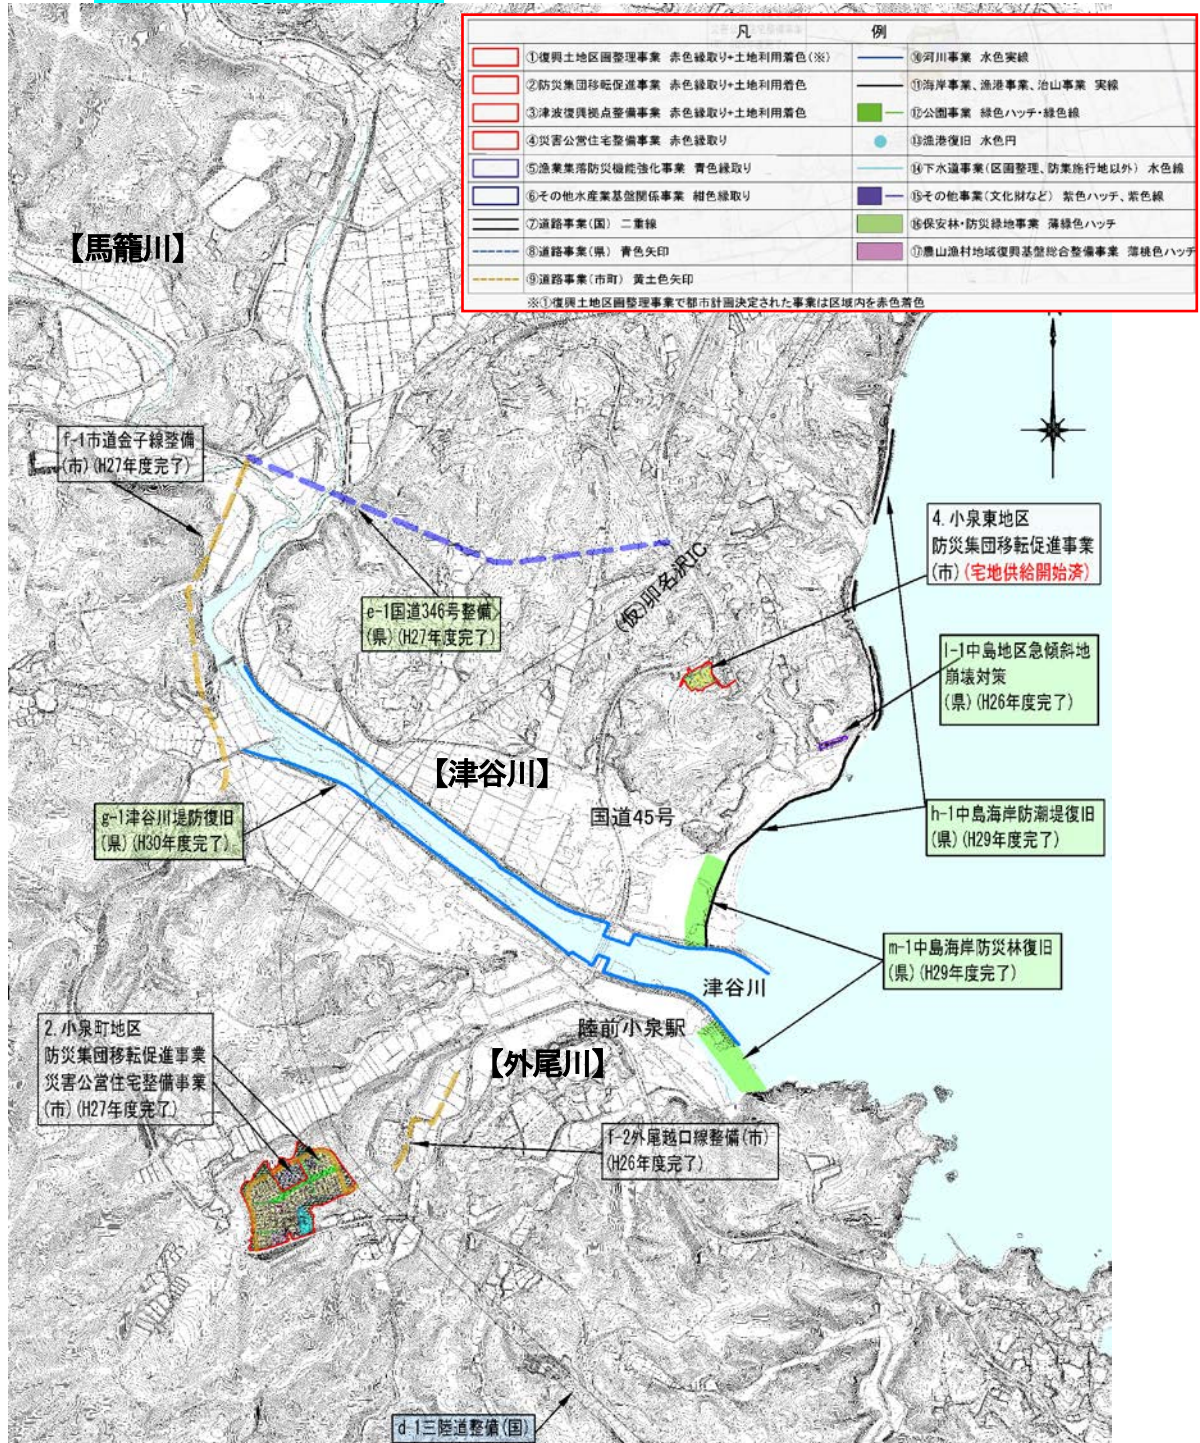 凡 例
①復興土地区画整理事業 赤色縁取り+土地利用着色(※)
②防災集団移転促進事業 赤色縁取り+土地利用着色
③津波復興拠点整備事業 赤色縁取り+土地利用着色
④災害公営住宅整備事業 赤色縁取り
⑤漁業集落防災機能強化事業 青色縁取り
⑥その他水産業基盤関係事業 紺色縁取り
⑦道路事業(国) 二重線
⑧道路事業(県) 青色矢印
⑨道路事業(市町) 黄土色矢印
⑩河川事業 水色実線
⑪海岸事業、漁港事業、治山事業 実線
⑫公園事業 緑色ハッチ・緑色線
⑬漁港復旧 水色円
⑭下水道事業(区画整理、防集施行地以外) 水色線
⑮その他事業(文化財など) 紫色ハッチ、紫色線
⑯保安林・防災緑地事業 薄緑色ハッチ
⑰農山漁村地域復興基盤総合整備事業 薄桃色ハッチ
※①復興土地区画整理事業で都市計画決定された事業は区域内を赤色着色
【馬籠川】
f-1市道金子線整備
(市)(H27年度完了)
4.小泉東地区
防災集団移転促進事業
(市)(宅地供給開始済)
(仮)卯名沢IC
e-1国道346号整備
(県)(H27年度完了)
l-1中島地区急傾斜地
崩壊対策
(県)(H26年度完了)
【津谷川】
国道45号
g-1津谷川堤防復旧
(県)(H30年度完了)
h-1中島海岸防潮堤復旧
(県)(H29年度完了)
m-1中島海岸防災林復旧
(県)(H29年度完了)
津谷川
陸前小泉駅
【外尾川】
2.小泉町地区
防災集団移転促進事業
災害公営住宅整備事業
(市)(H27年度完了)
f-2外尾越口線整備(市)
(H26年度完了)
d-1三陸道整備(国)